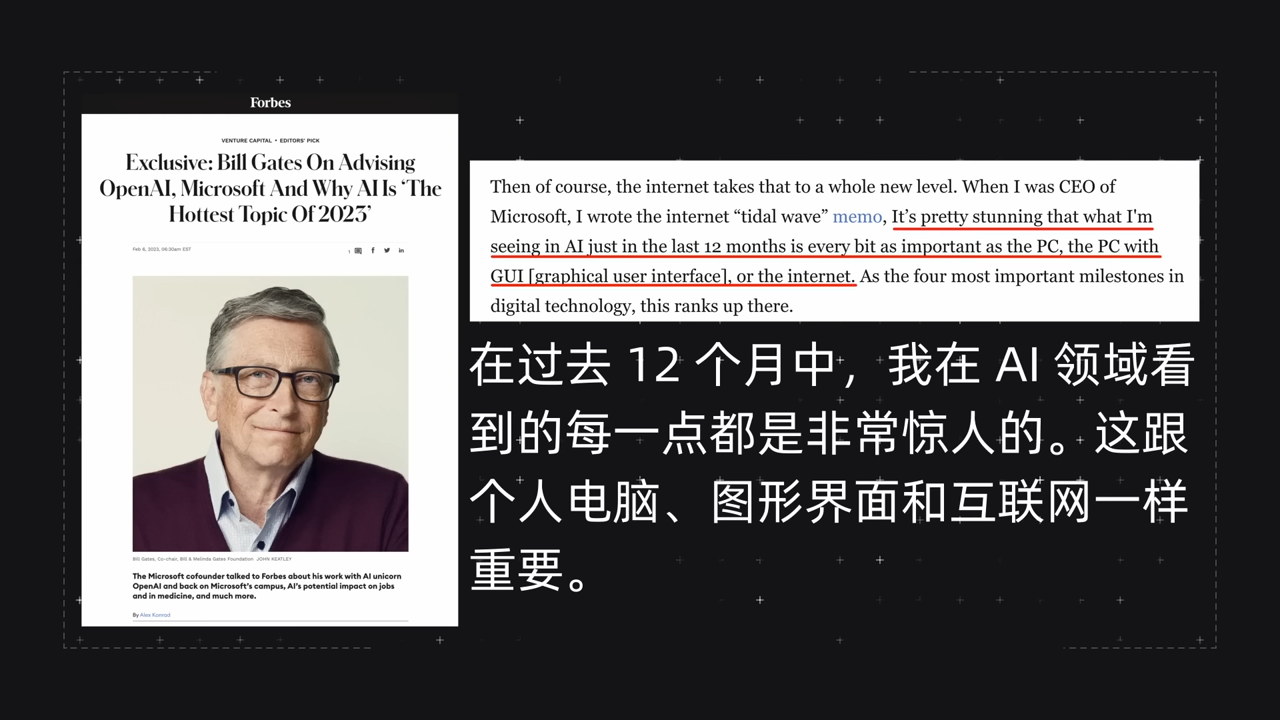 Forbes
VENTURE CAPITAL • EDITORS' PICK
Exclusive: Bill Gates On Advising
OpenAI, Microsoft And Why AI Is ‘The
Hottest Topic Of 2023’
Feb 6, 2023, 06:30am EST
Bill Gates, Co-chair, Bill & Melinda Gates Foundation JOHN KEATLEY
The Microsoft cofounder talked to Forbes about his work with AI unicorn
OpenAI and back on Microsoft's campus, AI's potential impact on jobs
and in medicine, and much more.
By Alex Konrad
Then of course, the internet takes that to a whole new level. When I was CEO of
Microsoft, I wrote the internet “tidal wave” memo, It’s pretty stunning that what I'm
seeing in AI just in the last 12 months is every bit as important as the PC, the PC with
GUI [graphical user interface], or the internet. As the four most important milestones in
digital technology, this ranks up there.
在过去 12 个月中，我在 AI 领域看
到的每一点都是非常惊人的。这跟
个人电脑、图形界面和互联网一样
重要。